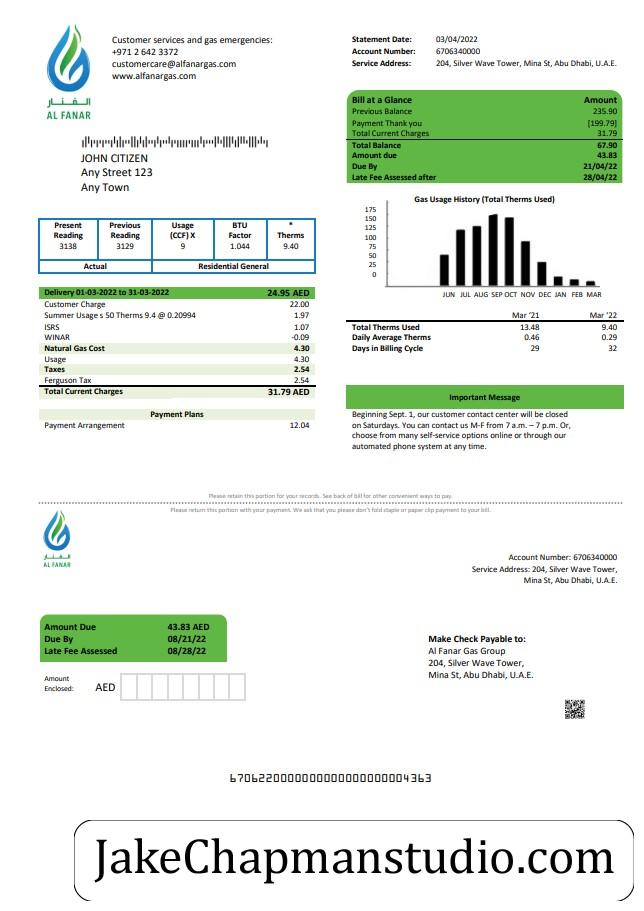 Customer services and gas emergencies:
+971 2 642 3372
customercare@alfanargas.com
www.alfanargas.com
الفنار
AL FANAR
Statement Date: 03/04/2022
Account Number: 6706340000
Service Address: 204, Silver Wave Tower, Mina St, Abu Dhabi, U.A.E.
JOHN CITIZEN
Any Street 123
Any Town
Bill at a Glance Amount
Previous Balance 235.90
Payment Thank you [199.79]
Total Current Charges 31.79
Total Balance 67.90
Amount due 43.83
Due By 21/04/22
Late Fee Assessed after 28/04/22
Present Reading Previous Reading Usage (CCF) X BTU Factor * Therms
3138 3129 9 1.044 9.40
Actual Residential General
Gas Usage History (Total Therms Used)
175
150
125
100
75
50
25
0
JUN JUL AUG SEP OCT NOV DEC JAN FEB MAR
Mar '21 Mar '22
Total Therms Used 13.48 9.40
Daily Average Therms 0.46 0.29
Days in Billing Cycle 29 32
Delivery 01-03-2022 to 31-03-2022 24.95 AED
Customer Charge 22.00
Summer Usage s 50 Therms 9.4 @ 0.20994 1.97
ISRS 1.07
WINAR -0.09
Natural Gas Cost 4.30
Usage 4.30
Taxes 2.54
Ferguson Tax 2.54
Total Current Charges 31.79 AED
Payment Plans
Payment Arrangement 12.04
Important Message
Beginning Sept. 1, our customer contact center will be closed
on Saturdays. You can contact us M-F from 7 a.m. – 7 p.m. Or,
choose from many self-service options online or through our
automated phone system at any time.
Please retain this portion for your records. See back of bill for other convenient ways to pay.
Please return this portion with your payment. We ask that you please don't fold staple or paper clip payment to your bill.
الفنار
AL FANAR
Account Number: 6706340000
Service Address: 204, Silver Wave Tower,
Mina St, Abu Dhabi, U.A.E.
Amount Due 43.83 AED
Due By 08/21/22
Late Fee Assessed 08/28/22
Amount
Enclosed: AED
Make Check Payable to:
Al Fanar Gas Group
204, Silver Wave Tower,
Mina St, Abu Dhabi, U.A.E.
JakeChapmanstudio.com